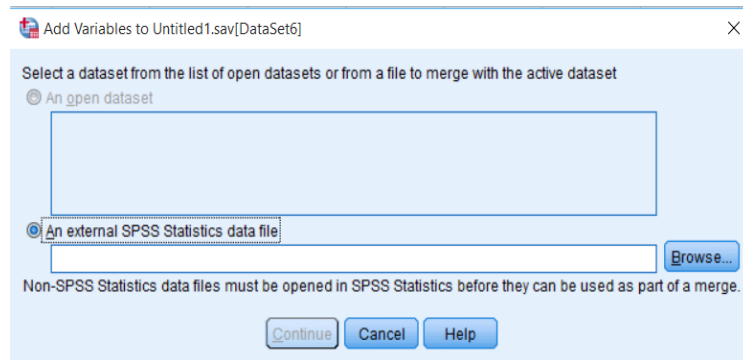 Add Variables to Untitled1.sav[DataSet6]
Select a dataset from the list of open datasets or from a file to merge with the active dataset
An open dataset
An external SPSS Statistics data file
Browse...
Non-SPSS Statistics data files must be opened in SPSS Statistics before they can be used as part of a merge.
Continue Cancel Help